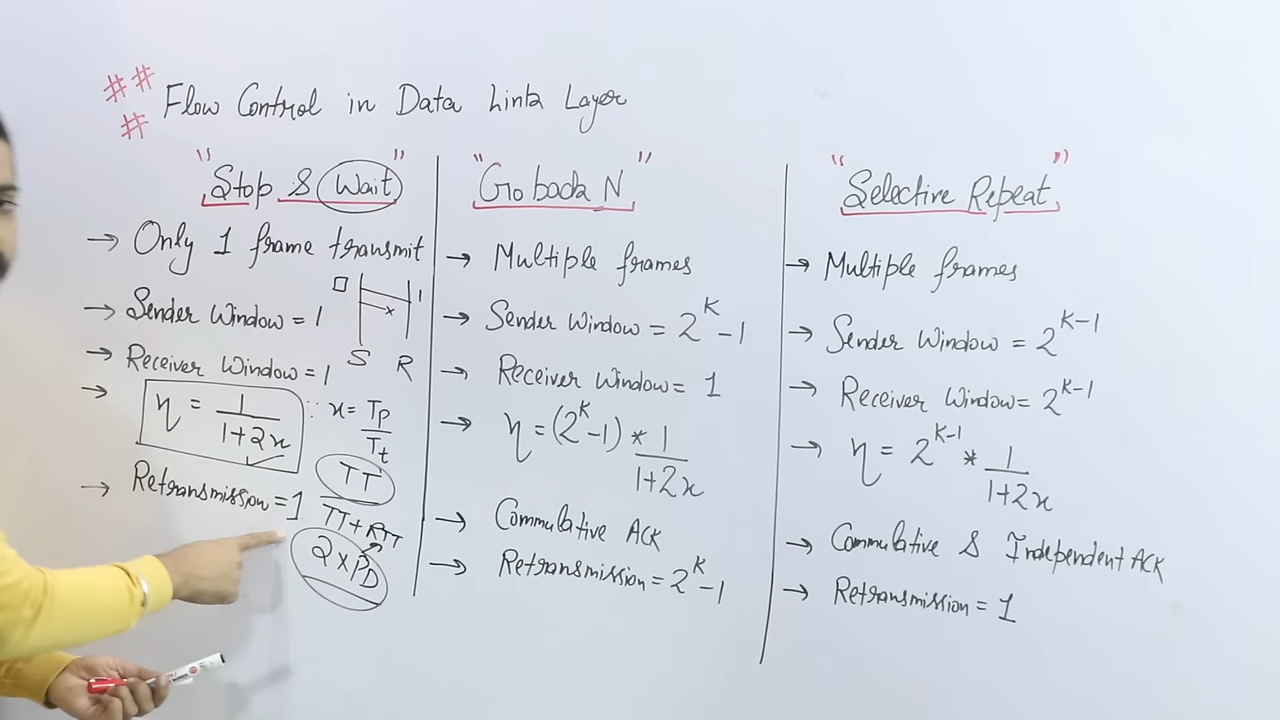 # # #
Flow Control in Data Link Layer
"Stop & Wait"
→ Only 1 frame transmit
→ Sender Window = 1
→ Receiver Window = 1
→ η = 1/(1+2x) ∵ x = Tp/Tt
→ Retransmission = 1
S R
1
x
TT
TT + RTT
2 x PD
"Go back N"
→ Multiple frames
→ Sender Window = 2^K - 1
→ Receiver Window = 1
→ η = (2^K - 1) * 1/(1+2x)
→ Commulative ACK
→ Retransmission = 2^K - 1
"Selective Repeat"
→ Multiple frames
→ Sender Window = 2^(K-1)
→ Receiver Window = 2^(K-1)
→ η = 2^(K-1) * 1/(1+2x)
→ Commulative & Independent ACK
→ Retransmission = 1